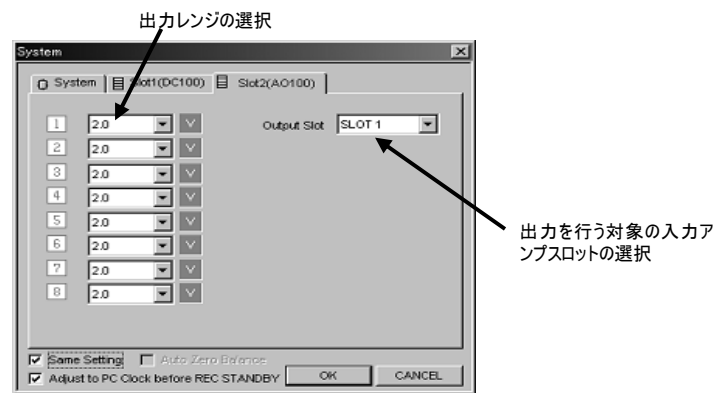 出力レンジの選択
System
System Slot1(DC100) Slot2(AO100)
1 2.0 V Output Slot SLOT 1
2 2.0 V
3 2.0 V
4 2.0 V
5 2.0 V
6 2.0 V
7 2.0 V
8 2.0 V
出力を行う対象の入力ア
ンプスロットの選択
Same Setting Auto Zero Balance
Adjust to PC Clock before REC STANDBY OK CANCEL